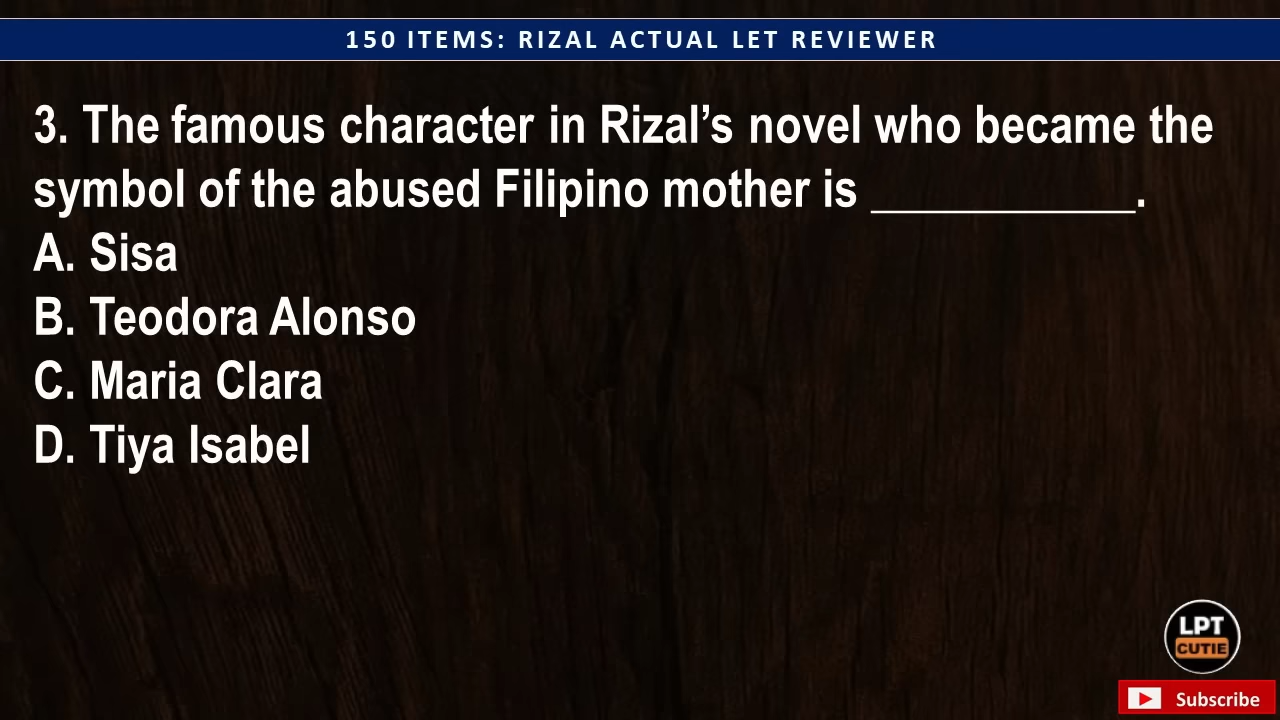 150 ITEMS: RIZAL ACTUAL LET REVIEWER
3. The famous character in Rizal’s novel who became the
symbol of the abused Filipino mother is ____________.
A. Sisa
B. Teodora Alonso
C. Maria Clara
D. Tiya Isabel
LPT
CUTIE
Subscribe